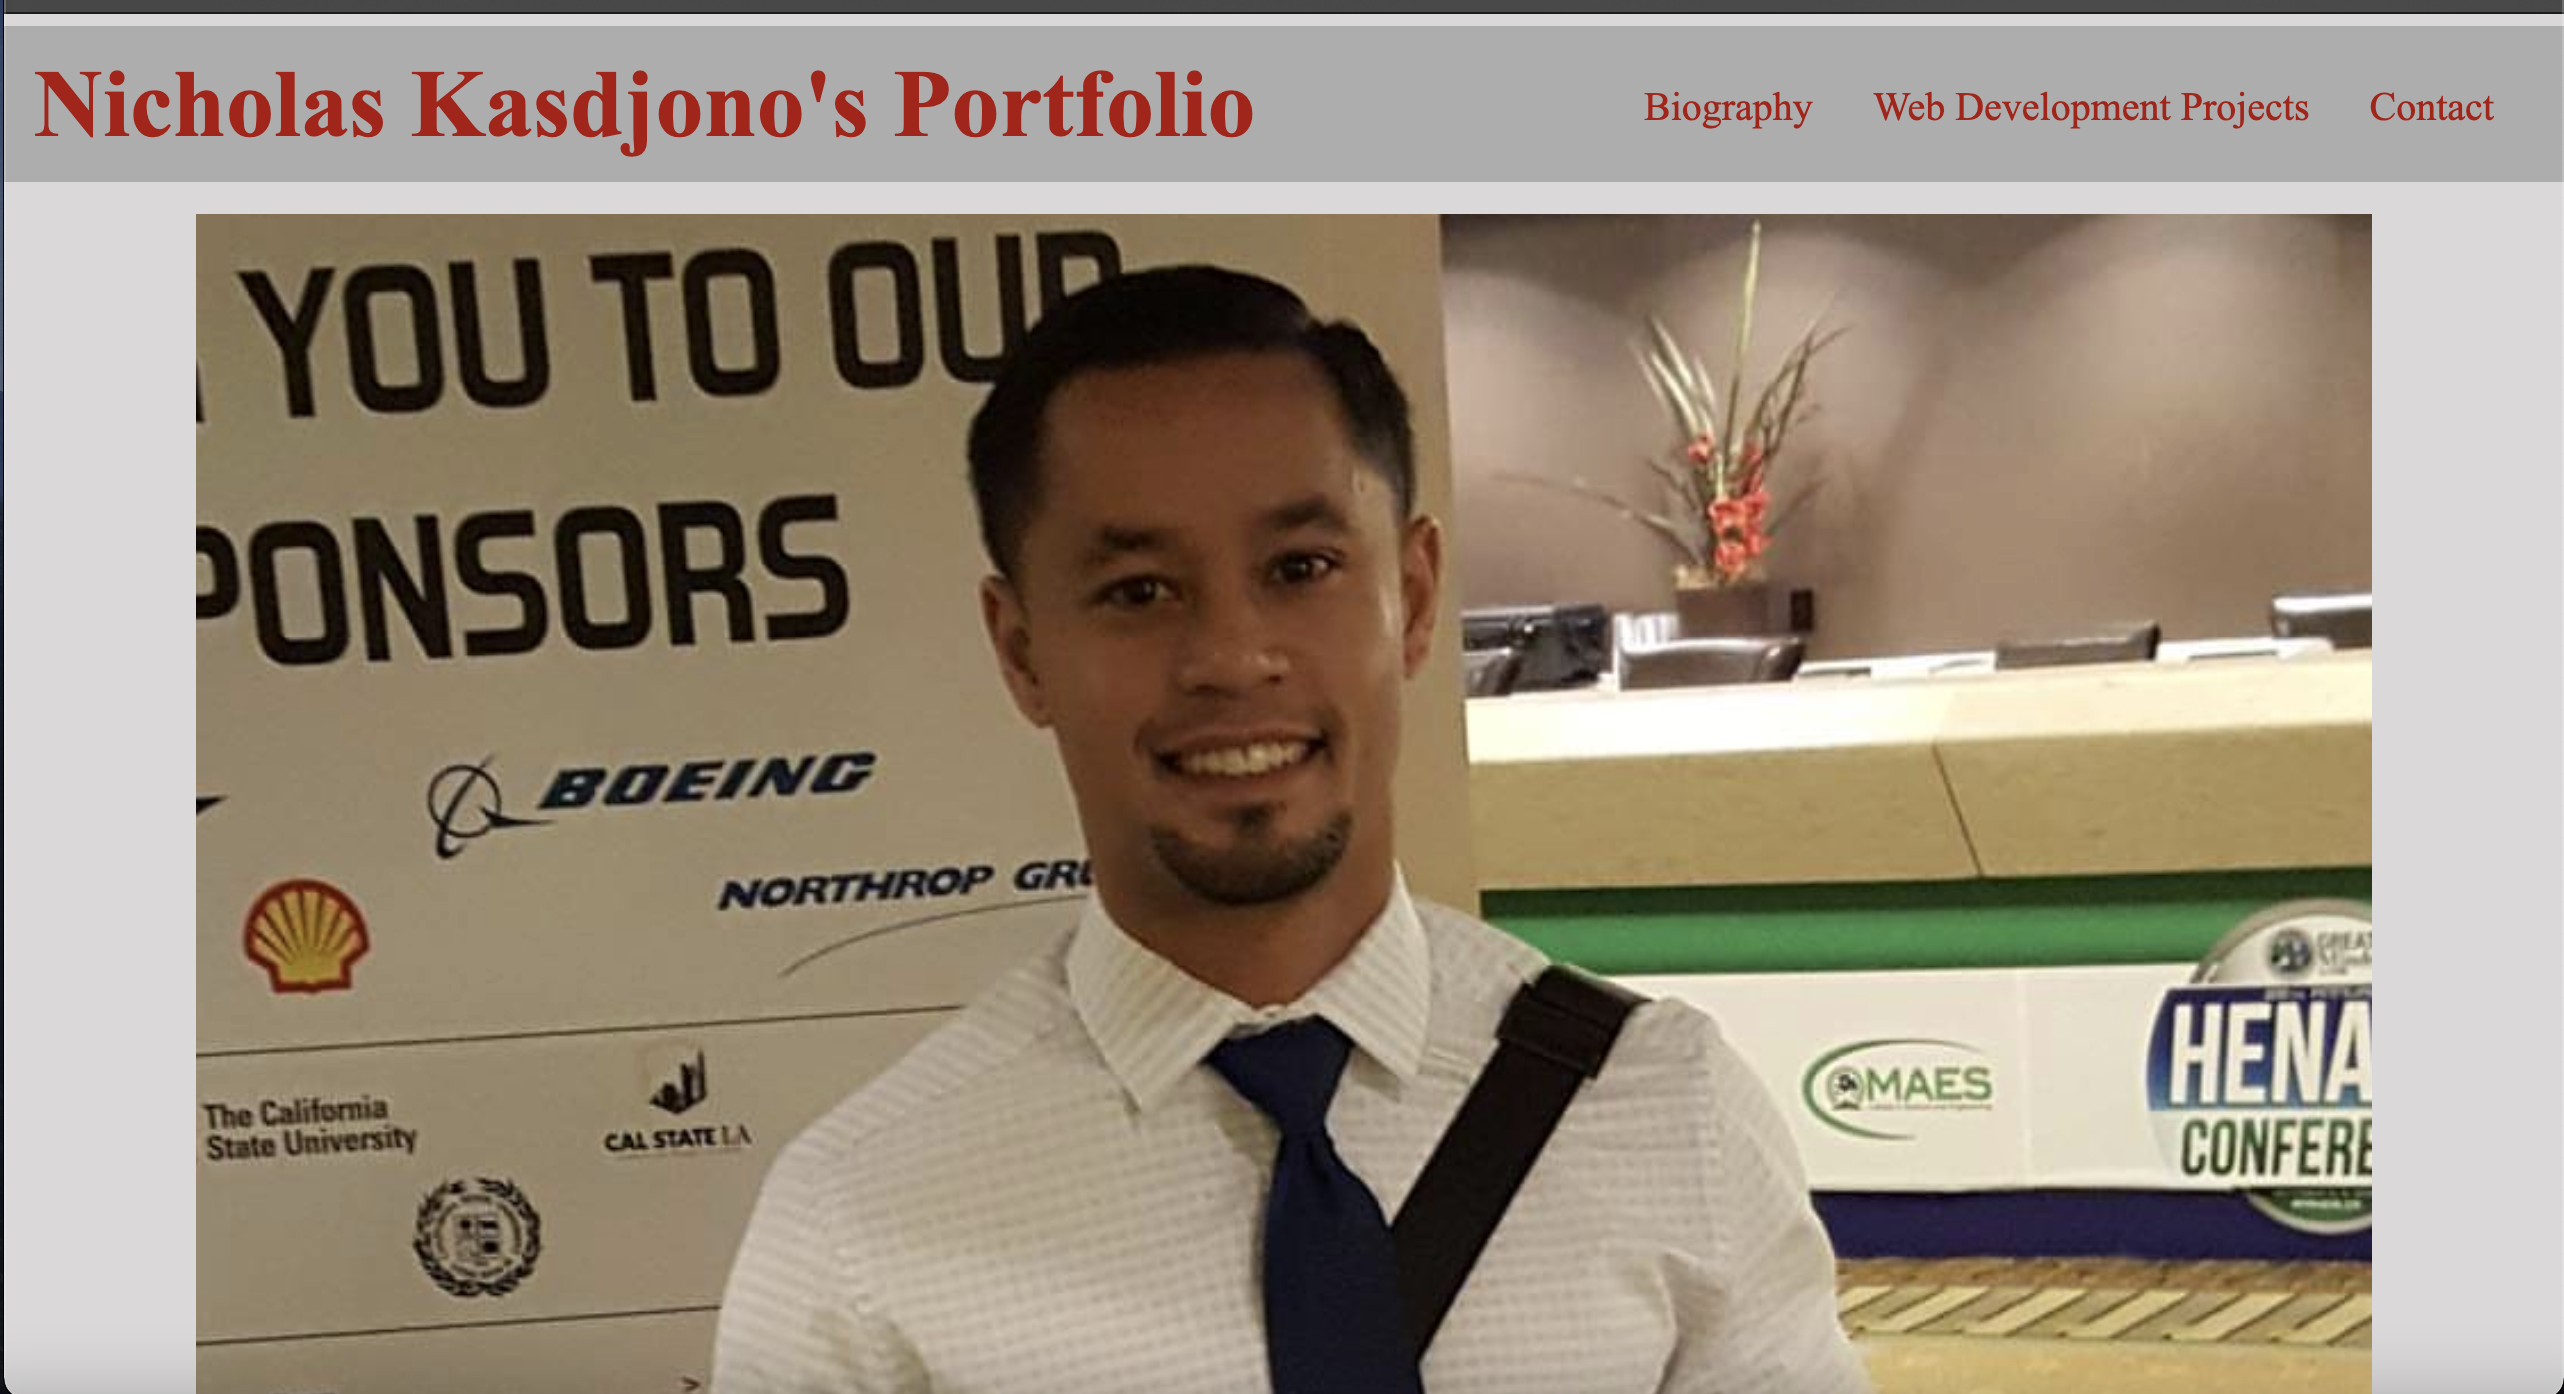 Nicholas Kasdjono's Portfolio
Biography
Web Development Projects
Contact
YOU TO OUR
PONSORS
BOEING
NORTHROP GRU
The California
State University
CAL STATE LA
MAES
GREAT
HENA
CONFERE